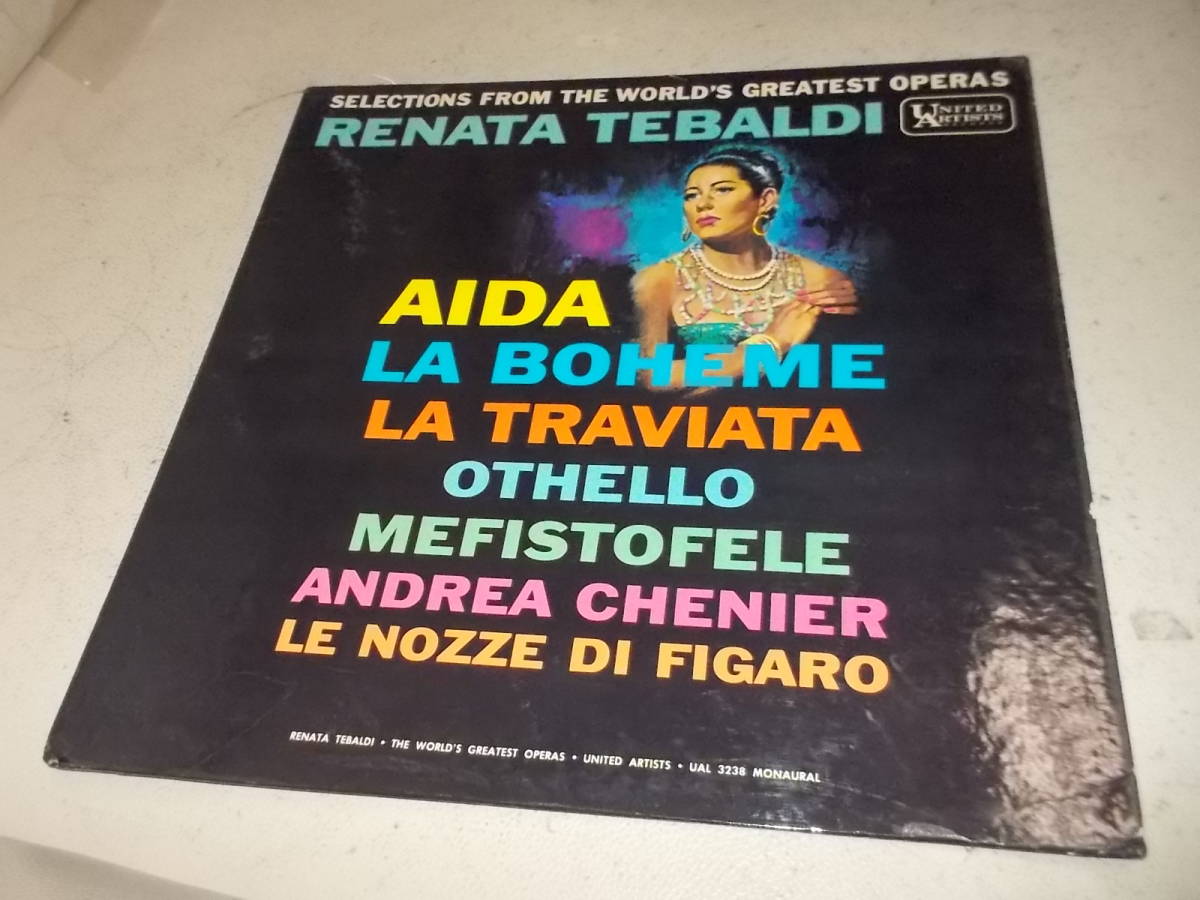 SELECTIONS FROM THE WORLD'S GREATEST OPERAS
RENATA TEBALDI
UNITED
ARTISTS
RECORDS
AIDA
LA BOHEME
LA TRAVIATA
OTHELLO
MEFISTOFELE
ANDREA CHENIER
LE NOZZE DI FIGARO
RENATA TEBALDI • THE WORLD'S GREATEST OPERAS • UNITED ARTISTS • UAL 3238 MONAURAL